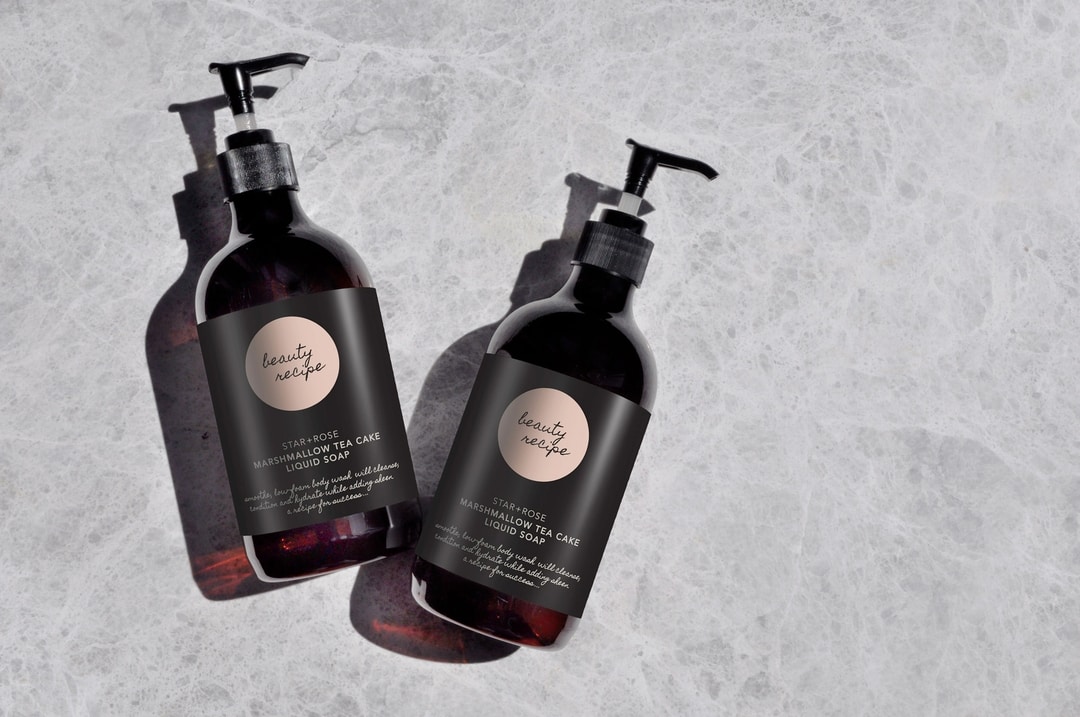 beauty
recipe
STAR+ROSE
MARSHMALLOW TEA CAKE
LIQUID SOAP
smoothe, low-foam body wash will cleanse,
condition and hydrate while adding sheen
a recipe for success...
beauty
recipe
STAR+ROSE
MARSHMALLOW TEA CAKE
LIQUID SOAP
smoothe, low-foam body wash will cleanse,
condition and hydrate while adding sheen
a recipe for success...